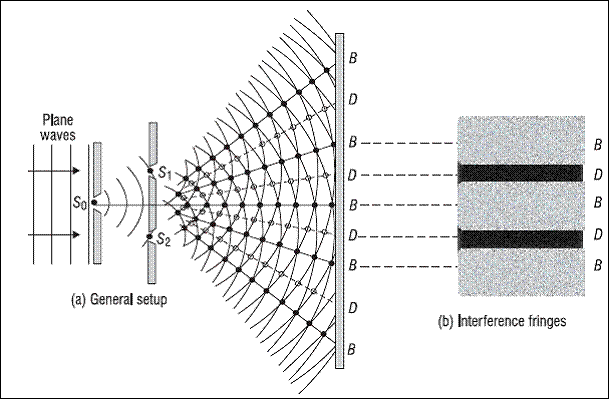 Plane
waves
S0
S1
S2
B
D
B
D
B
D
B
D
B
(a) General setup
B
D
B
D
B
(b) Interference fringes